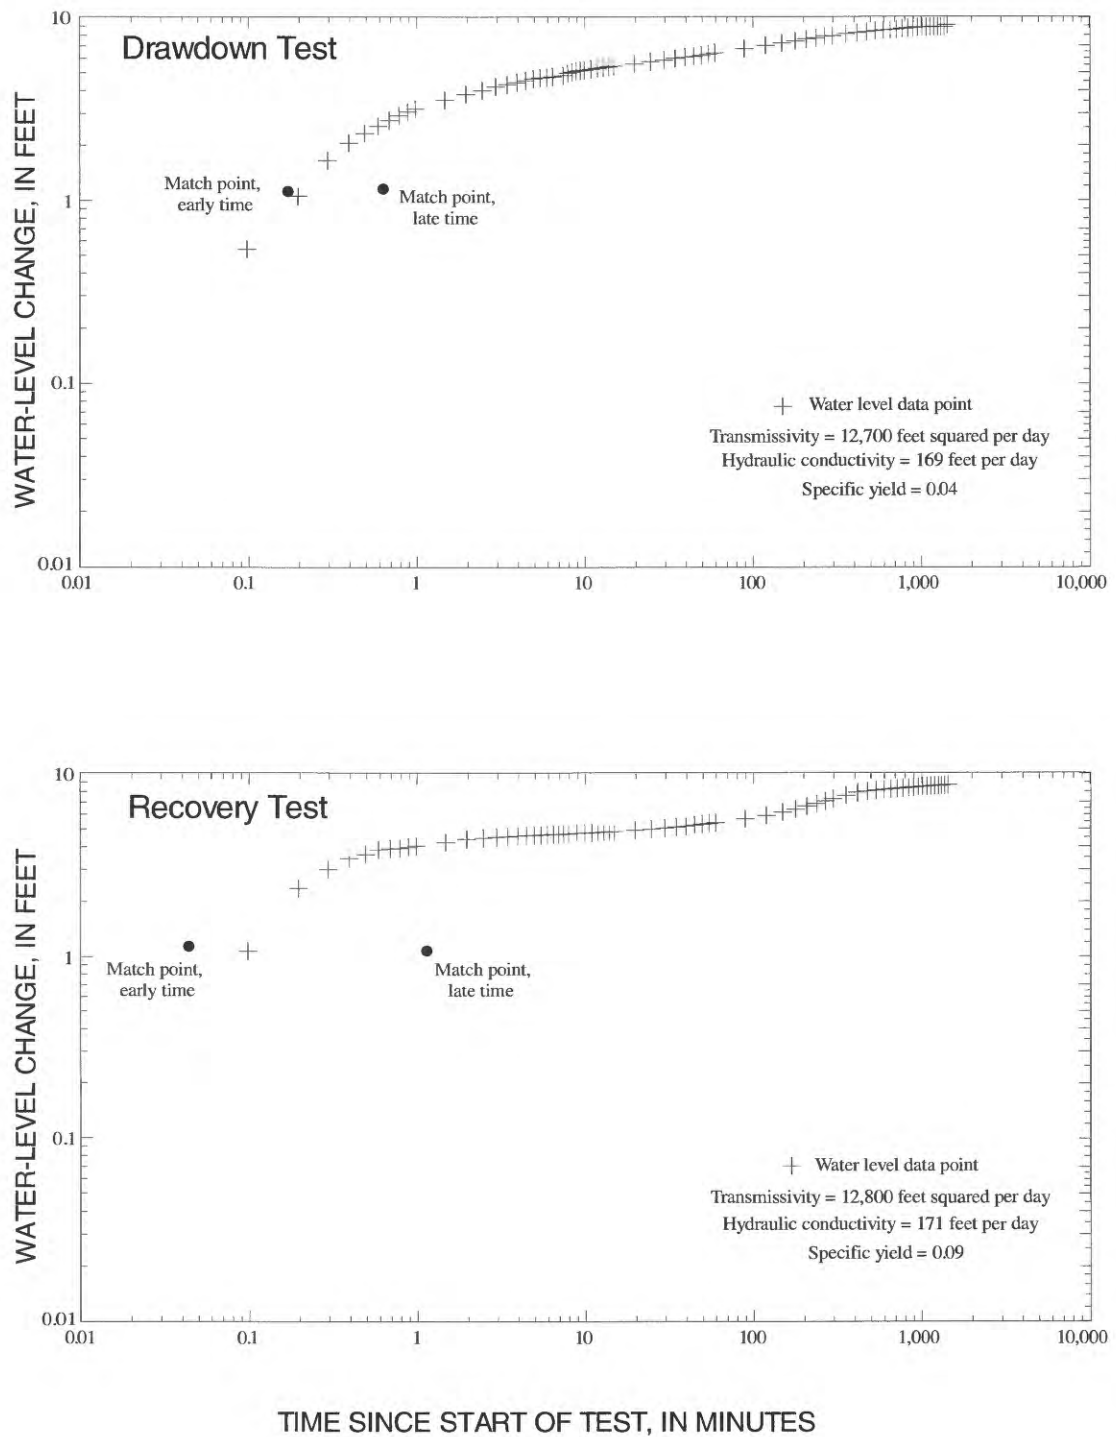 Drawdown Test
WATER-LEVEL CHANGE, IN FEET
10
1
0.1
0.01
Match point,
early time
Match point,
late time
Water level data point
Transmissivity = 12,700 feet squared per day
Hydraulic conductivity = 169 feet per day
Specific yield = 0.04
0.01
0.1
1
10
100
1,000
10,000
Recovery Test
WATER-LEVEL CHANGE, IN FEET
10
1
0.1
0.01
Match point,
early time
Match point,
late time
Water level data point
Transmissivity = 12,800 feet squared per day
Hydraulic conductivity = 171 feet per day
Specific yield = 0.09
0.01
0.1
1
10
100
1,000
10,000
TIME SINCE START OF TEST, IN MINUTES